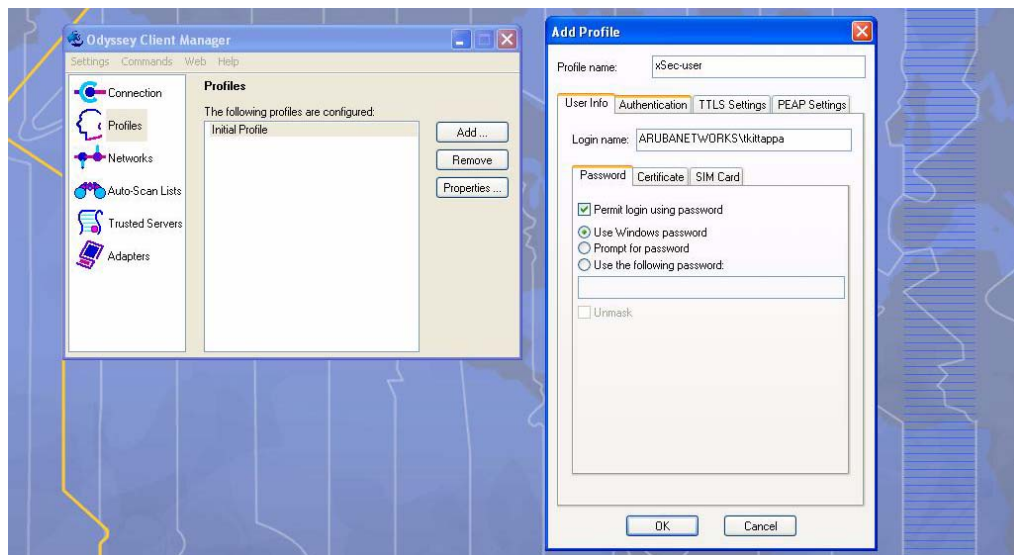 Odyssey Client Manager
Settings Commands Web Help
Connection
Profiles
Networks
Auto-Scan Lists
Trusted Servers
Adapters
Profiles
The following profiles are configured:
Initial Profile
Add ...
Remove
Properties ...
Add Profile
Profile name: xSec-user
User Info Authentication TTLS Settings PEAP Settings
Login name: ARUBANETWORKS\tkittappa
Password Certificate SIM Card
Permit login using password
Use Windows password
Prompt for password
Use the following password:
Unmask
OK Cancel